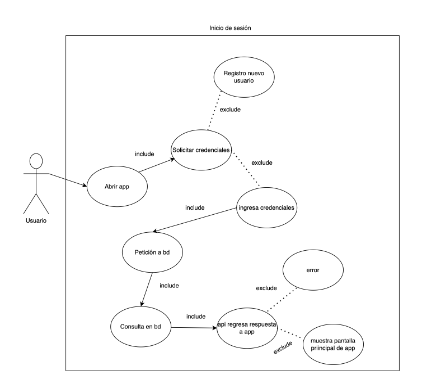 Inicio de sesión
Registro nuevo
usuario
exclude
Solicitar credenciales
include
exclude
Abrir app
Usuario
include
ingresa credenciales
Petición a bd
error
exclude
include
include
Consulta en bd
api regresa respuesta
a app
muestra pantalla
principal de app
exclude